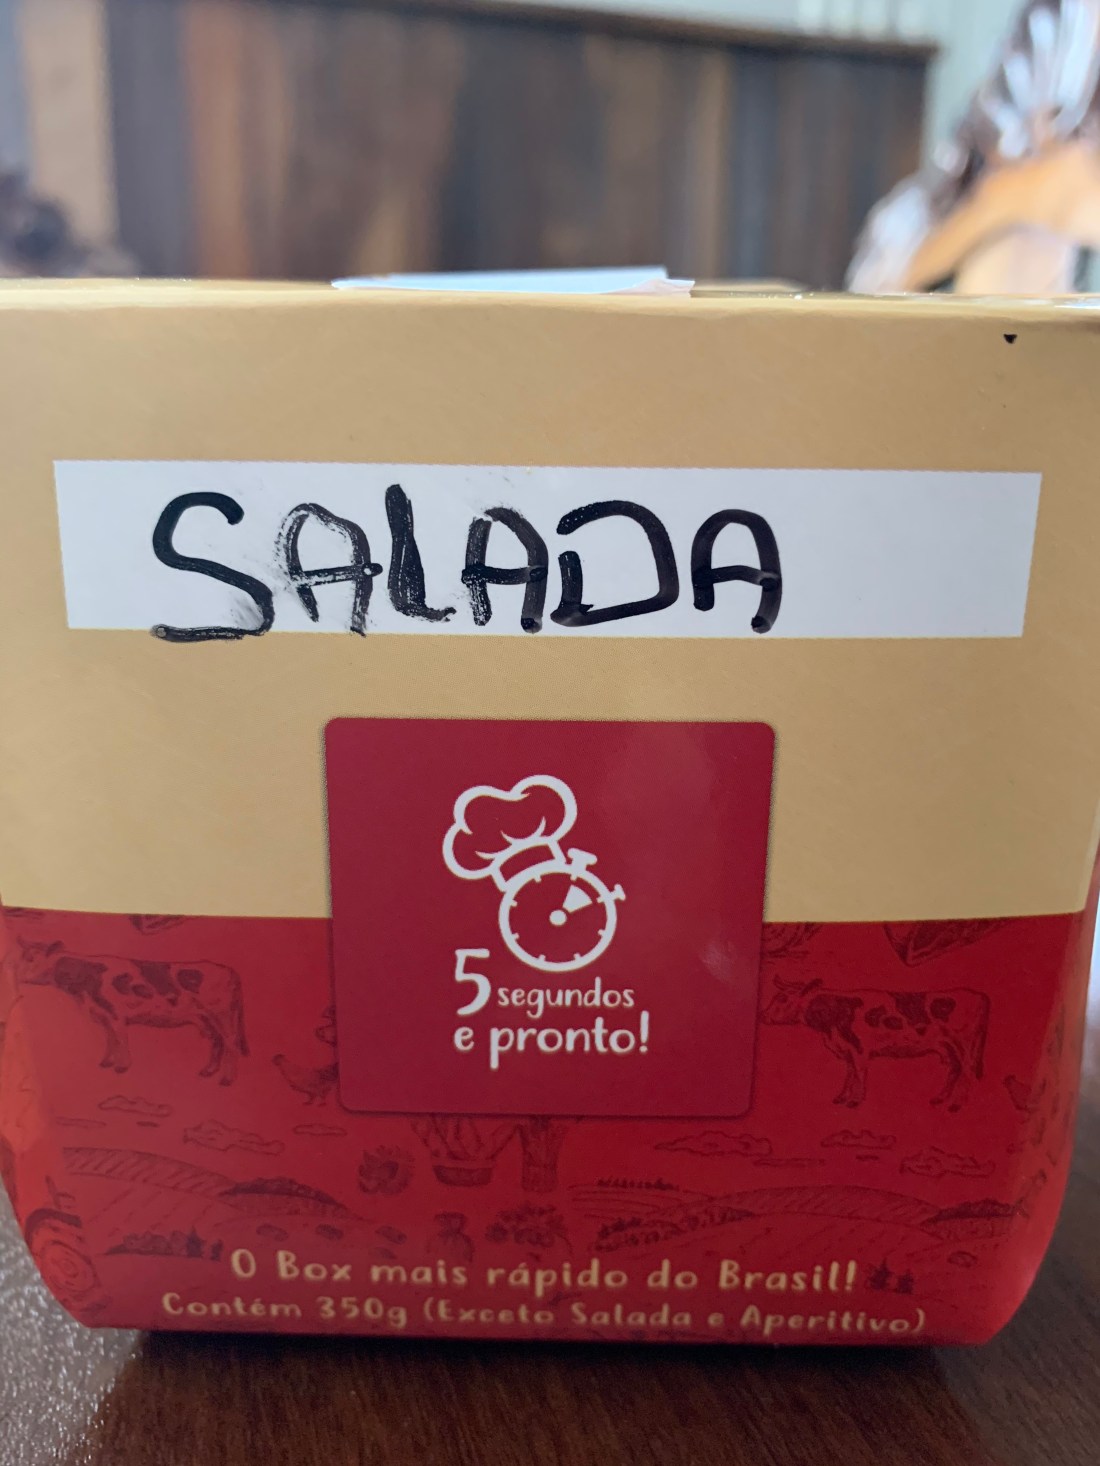 SALADA
5 segundos
e pronto!
O Box mais rápido do Brasil!
Contém 350g (Exceto Salada e Aperitivo)